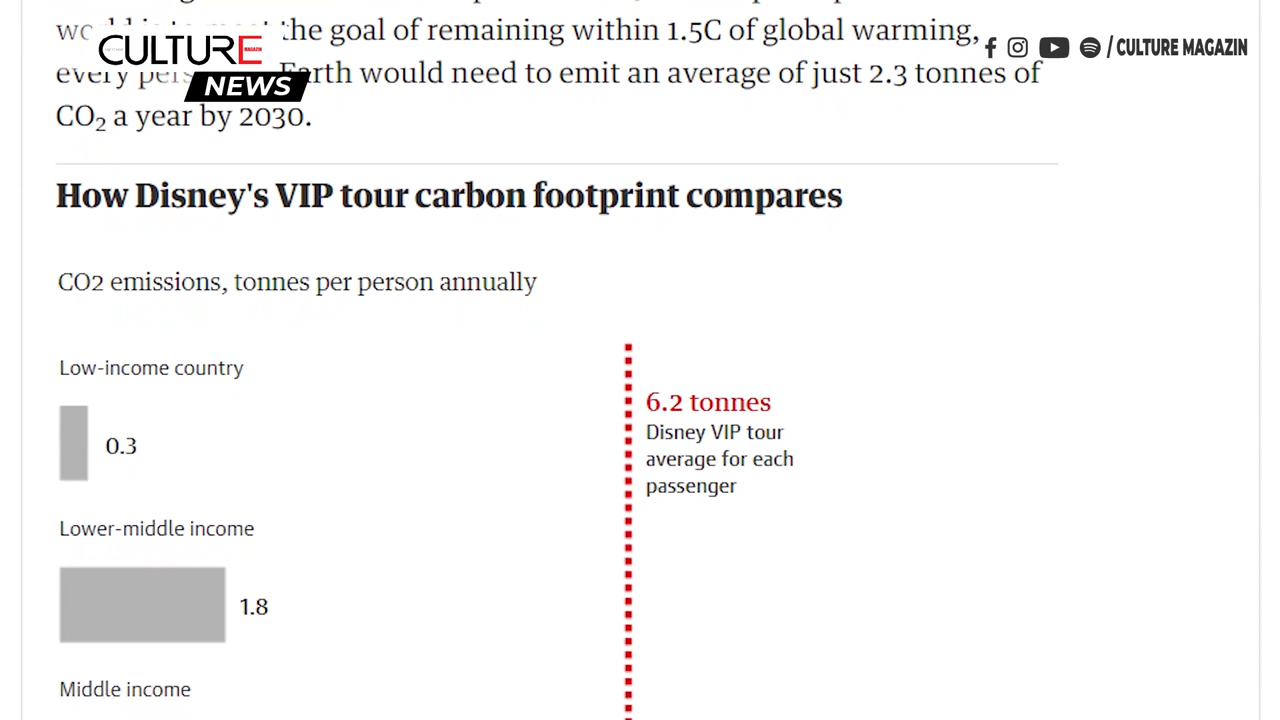 the goal of remaining within 1.5C of global warming,
CULTURE MAGAZIN
NEWS
/ CULTURE MAGAZIN
Earth would need to emit an average of just 2.3 tonnes of
CO₂ a year by 2030.
How Disney's VIP tour carbon footprint compares
CO2 emissions, tonnes per person annually
Low-income country
0.3
6.2 tonnes
Disney VIP tour
average for each
passenger
Lower-middle income
1.8
Middle income